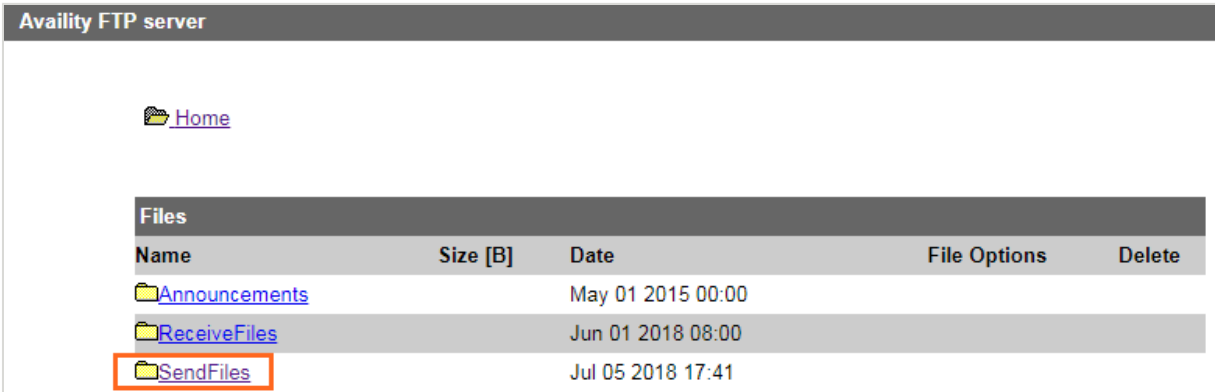 Availity FTP server
Home
Files
Name Size [B] Date File Options Delete
Announcements May 01 2015 00:00
ReceiveFiles Jun 01 2018 08:00
SendFiles Jul 05 2018 17:41